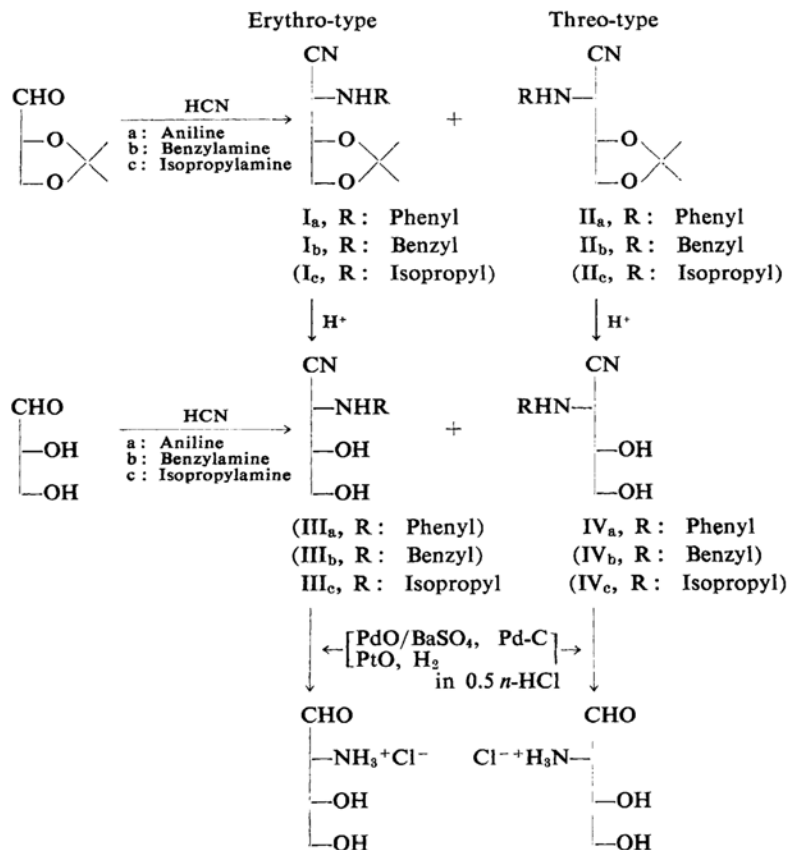 Erythro-type Threo-type
CN CN
CHO HCN —NHR RHN—
a: Aniline
—O b: Benzylamine —O + —O
—O c: Isopropylamine —O —O
Ia, R: Phenyl IIa, R: Phenyl
Ib, R: Benzyl IIb, R: Benzyl
(Ic, R: Isopropyl) (IIc, R: Isopropyl)
H+ H+
CN CN
CHO HCN —NHR + RHN—
—OH a: Aniline —OH —OH
b: Benzylamine
—OH c: Isopropylamine —OH —OH
(IIIa, R: Phenyl) IVa, R: Phenyl
(IIIb, R: Benzyl) (IVb, R: Benzyl)
IIIc, R: Isopropyl (IVc, R: Isopropyl)
[PdO/BaSO₄, Pd-C
PtO, H₂]
in 0.5 n-HCl
CHO CHO
—NH₃⁺Cl⁻ Cl⁻⁺H₃N—
—OH —OH
—OH —OH